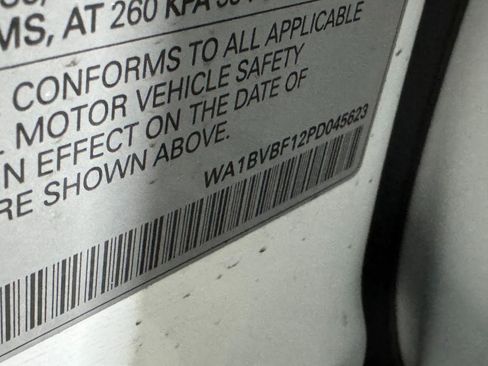 MS, AT 260 KPA
CONFORMS TO ALL APPLICABLE
MOTOR VEHICLE SAFETY
N EFFECT ON THE DATE OF
RE SHOWN ABOVE.
WA1BVBF12PD045623